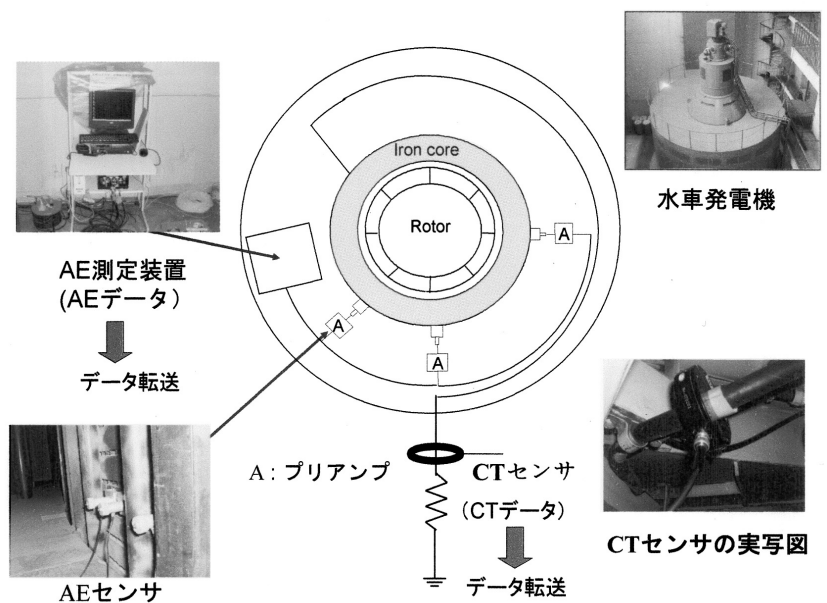 Iron core
Rotor
A
A
A
水車発電機
AE測定装置
(AEデータ)
データ転送
A : プリアンプ
CTセンサ
(CTデータ)
データ転送
CTセンサの実写図
AEセンサ